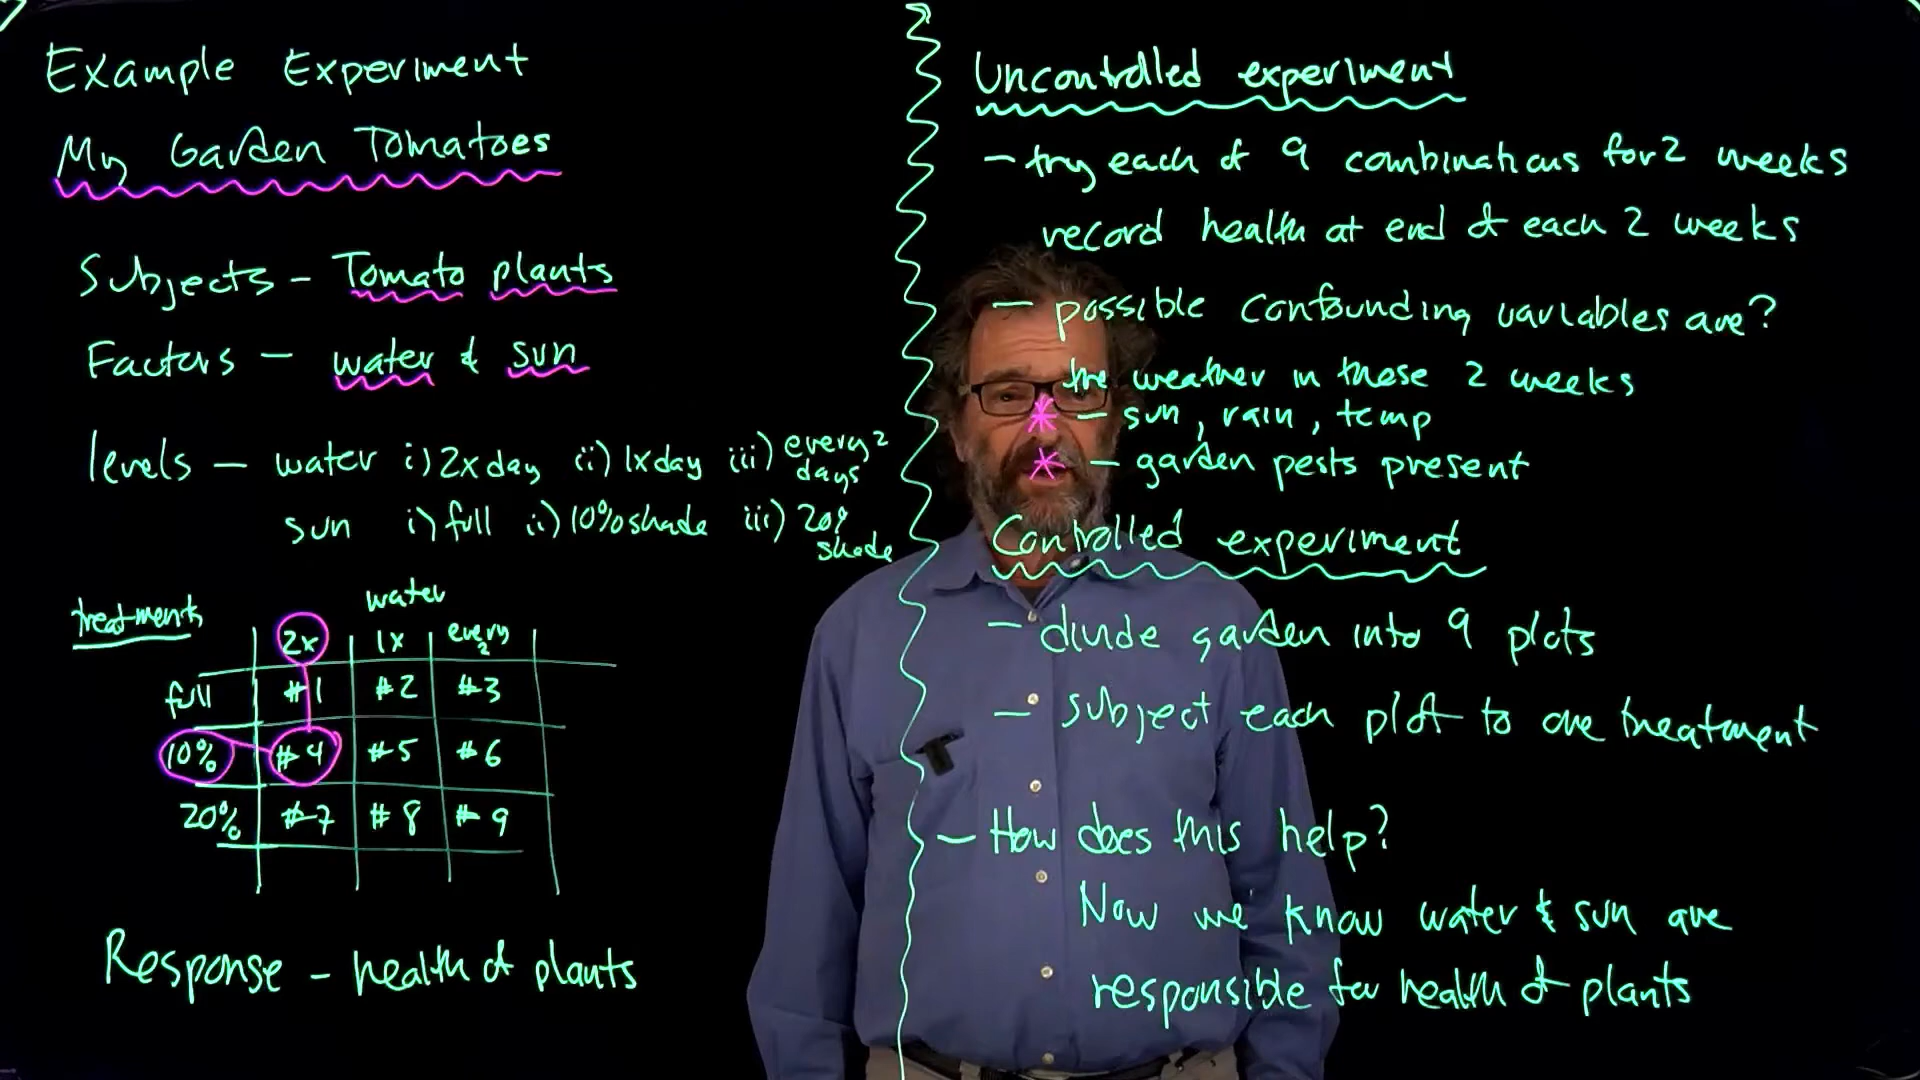 Example Experiment
My Garden Tomatoes
Subjects - Tomato plants
Factors - water & sun
levels - water i) 2x day ii) 1x day iii) every 2 days
sun i) full ii) 10% shade iii) 20% shade
treatments
water
2x 1x every 2
full #1 #2 #3
10% #4 #5 #6
20% #7 #8 #9
Response - health of plants
Uncontrolled experiment
- try each of 9 combinations for 2 weeks
record health at end of each 2 weeks
- possible confounding variables are?
the weather in these 2 weeks
* - sun, rain, temp
* - garden pests present
Controlled experiment
- divide garden into 9 plots
- subject each plot to one treatment
- How does this help?
Now we know water & sun are
responsible for health of plants